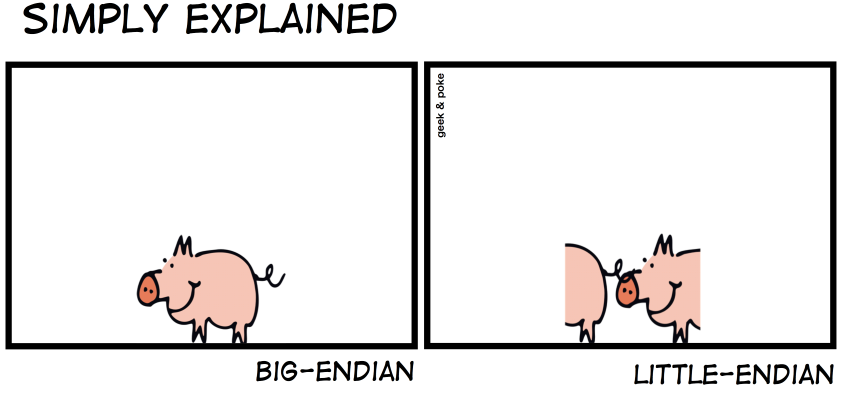 SIMPLY EXPLAINED
geek & poke
BIG-ENDIAN
LITTLE-ENDIAN